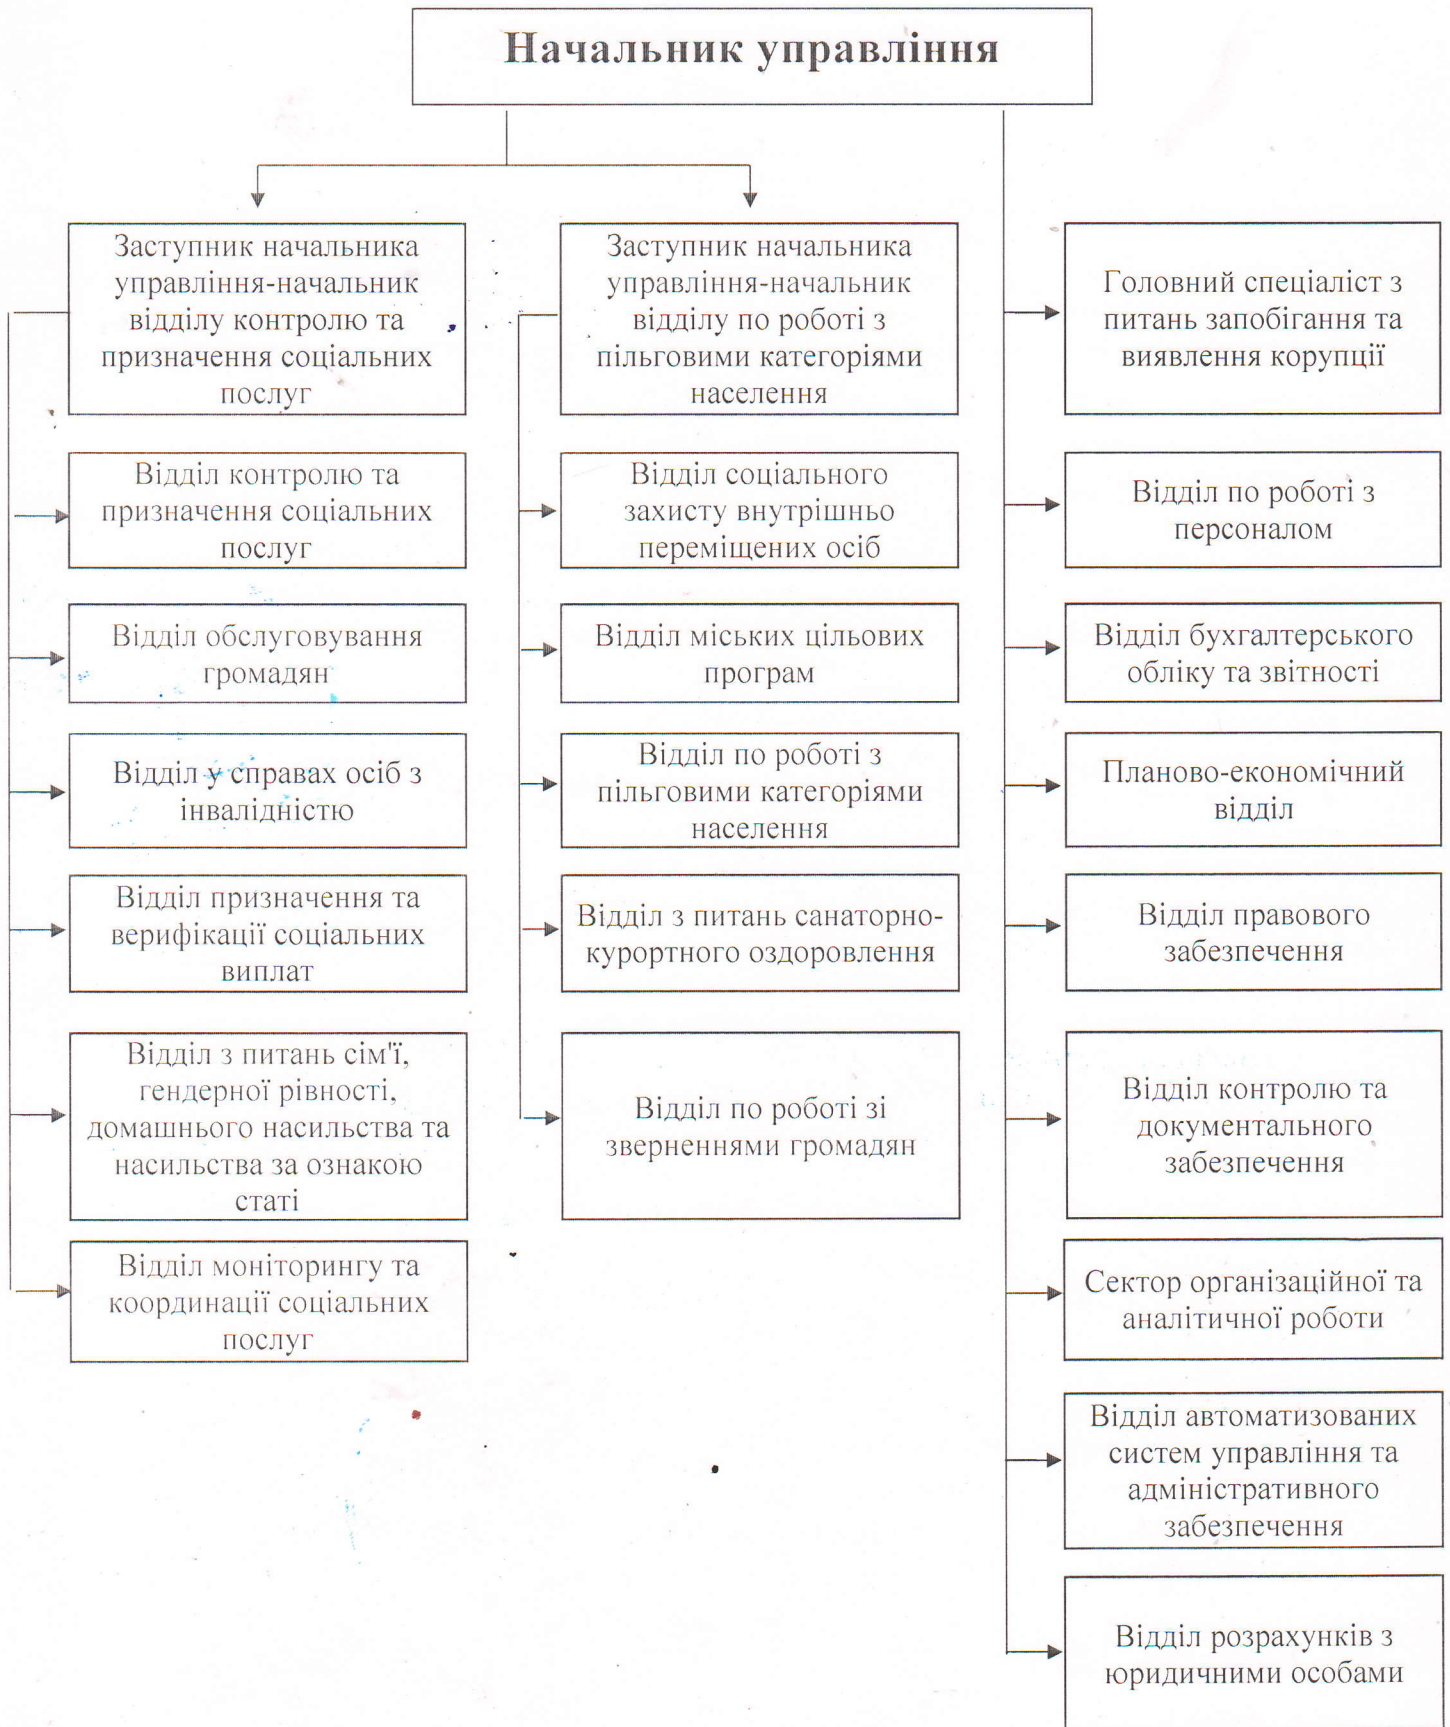 Начальник управління
Заступник начальника
управління-начальник
відділу контролю та
призначення соціальних
послуг
Відділ контролю та
призначення соціальних
послуг
Відділ обслуговування
громадян
Відділ у справах осіб з
інвалідністю
Відділ призначення та
верифікації соціальних
виплат
Відділ з питань сім'ї,
гендерної рівності,
домашнього насильства та
насильства за ознакою
статі
Відділ моніторингу та
координації соціальних
послуг
Заступник начальника
управління-начальник
відділу по роботі з
пільговими категоріями
населення
Відділ соціального
захисту внутрішньо
переміщених осіб
Відділ міських цільових
програм
Відділ по роботі з
пільговими категоріями
населення
Відділ з питань санаторно-
курортного оздоровлення
Відділ по роботі зі
зверненнями громадян
Головний спеціаліст з
питань запобігання та
виявлення корупції
Відділ по роботі з
персоналом
Відділ бухгалтерського
обліку та звітності
Планово-економічний
відділ
Відділ правового
забезпечення
Відділ контролю та
документального
забезпечення
Сектор організаційної та
аналітичної роботи
Відділ автоматизованих
систем управління та
адміністративного
забезпечення
Відділ розрахунків з
юридичними особами